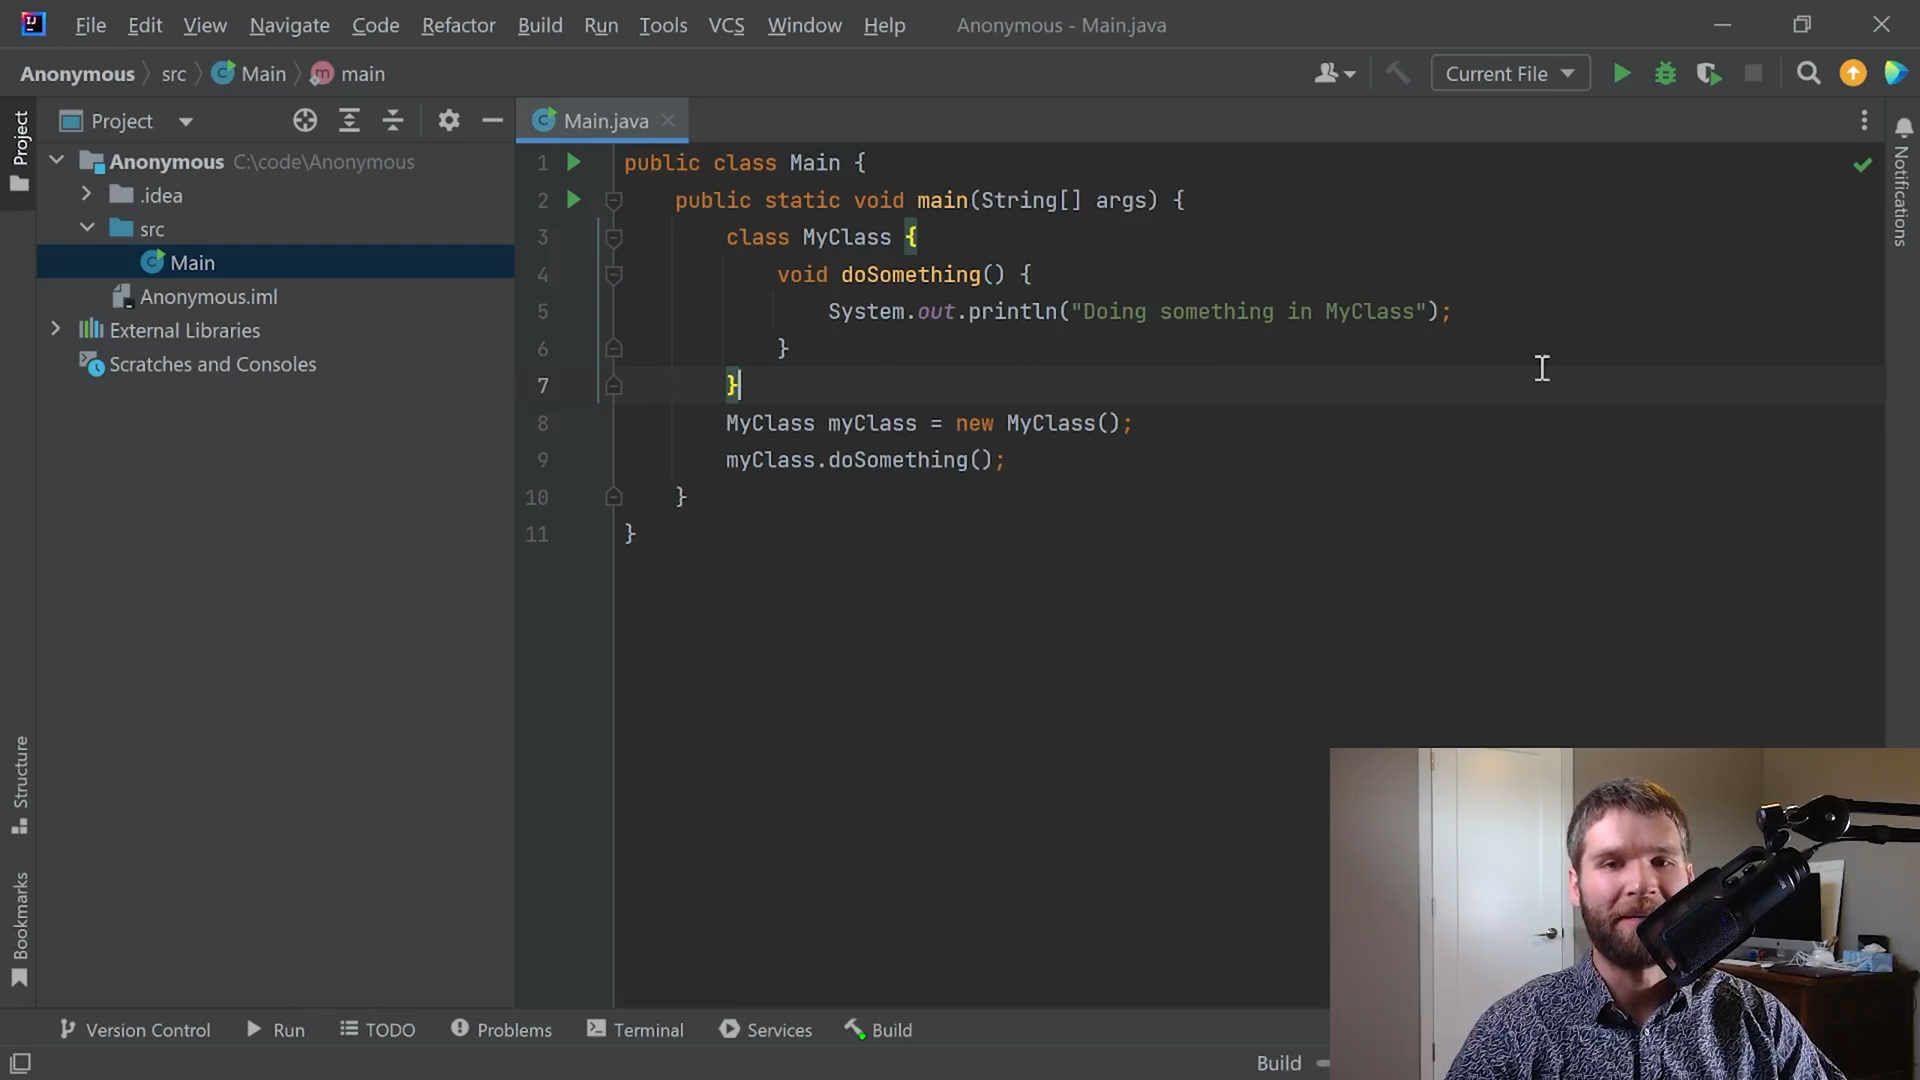 File Edit View Navigate Code Refactor Build Run Tools VCS Window Help Anonymous - Main.java
Anonymous src Main main Current File
Project Main.java
Project
Anonymous C:\code\Anonymous
.idea
src
Main
Anonymous.iml
External Libraries
Scratches and Consoles
1 public class Main {
2 public static void main(String[] args) {
3 class MyClass {
4 void doSomething() {
5 System.out.println("Doing something in MyClass");
6 }
7 }
8 MyClass myClass = new MyClass();
9 myClass.doSomething();
10 }
11 }
Notifications
Structure
Bookmarks
Version Control Run TODO Problems Terminal Services Build
Build